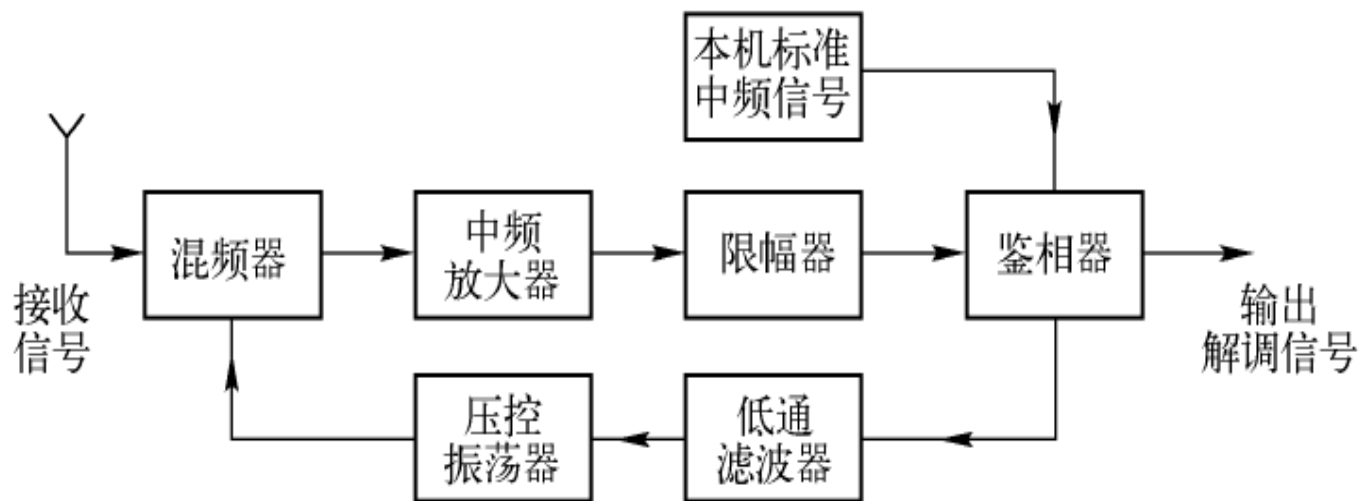 本机标准
中频信号
接收
信号
混频器
中频
放大器
限幅器
鉴相器
输出
解调信号
压控
振荡器
低通
滤波器